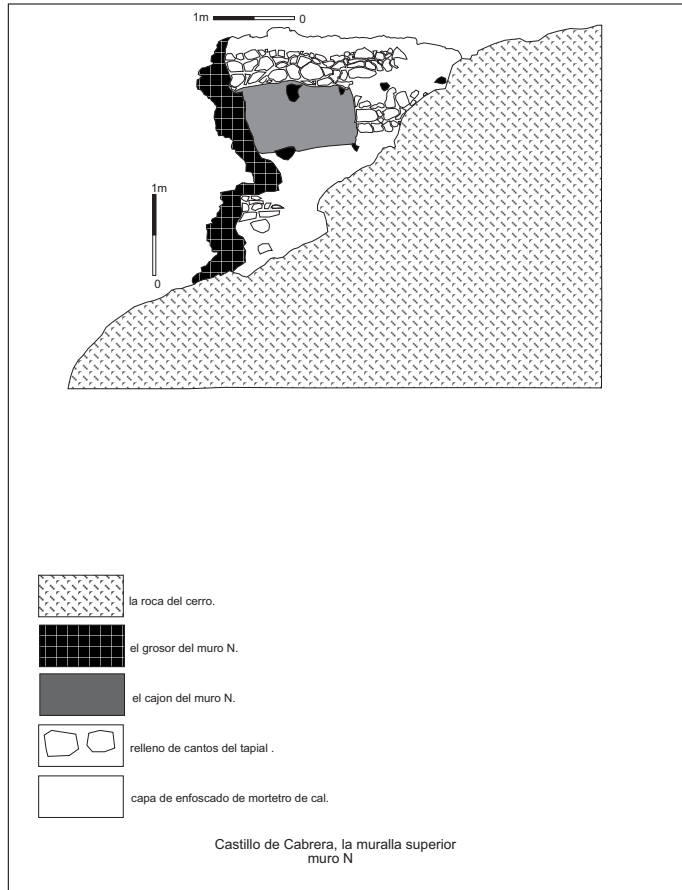 1m 0
1m
0
la roca del cerro.
el grosor del muro N.
el cajon del muro N.
relleno de cantos del tapial .
capa de enfoscado de mortetro de cal.
Castillo de Cabrera, la muralla superior
muro N